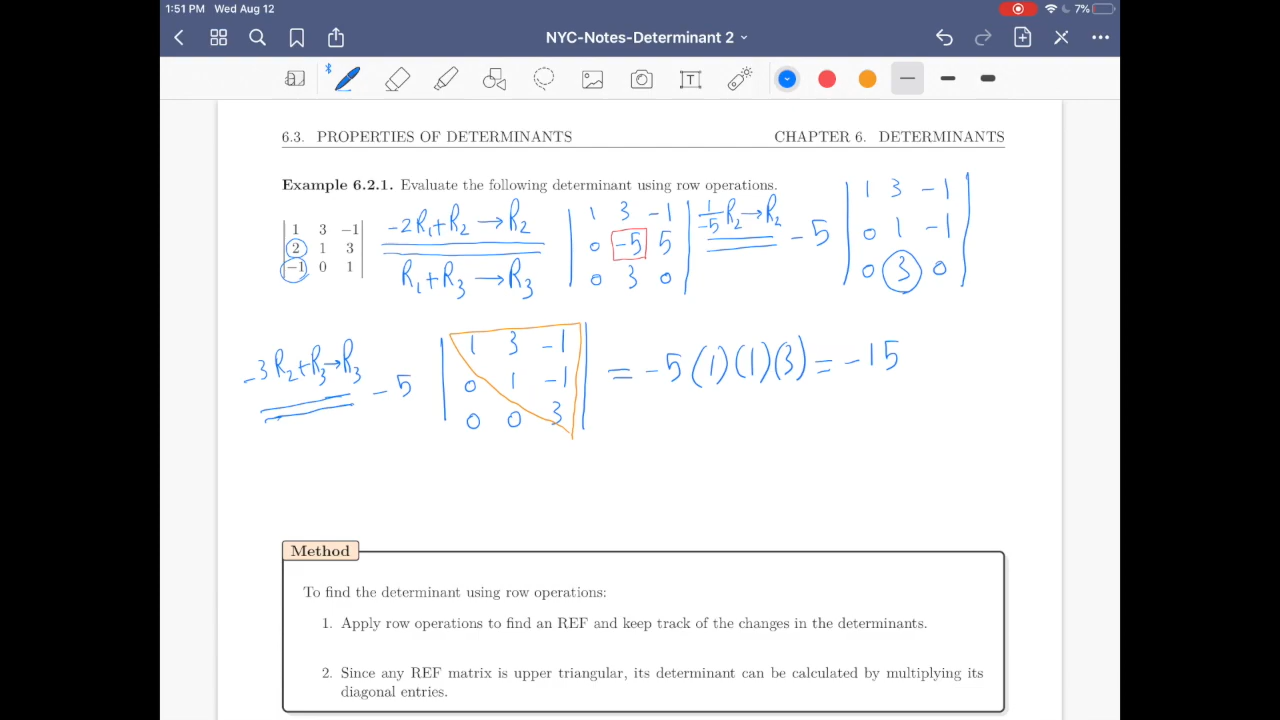 1:51 PM Wed Aug 12
7%
NYC-Notes-Determinant 2
T
6.3. PROPERTIES OF DETERMINANTS CHAPTER 6. DETERMINANTS
Example 6.2.1. Evaluate the following determinant using row operations.
| 1 3 −1 |
| 2 1 3 |
| −1 0 1 |
-2R₁+R₂ → R₂
R₁+R₃ → R₃
| 1 3 -1 |
| 0 -5 5 |
| 0 3 0 |
1/-5 R₂ → R₂
-5
| 1 3 -1 |
| 0 1 -1 |
| 0 3 0 |
-3R₂+R₃→R₃
-5
| 1 3 -1 |
| 0 1 -1 |
| 0 0 3 |
= -5(1)(1)(3) = -15
Method
To find the determinant using row operations:
1. Apply row operations to find an REF and keep track of the changes in the determinants.
2. Since any REF matrix is upper triangular, its determinant can be calculated by multiplying its
diagonal entries.